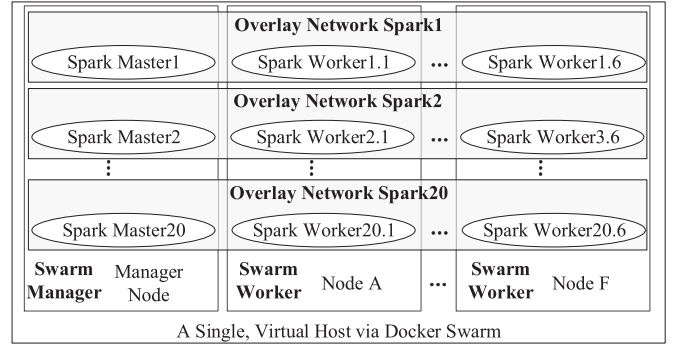 Overlay Network Spark1
Spark Master1 Spark Worker1.1 ... Spark Worker1.6
Overlay Network Spark2
Spark Master2 Spark Worker2.1 ... Spark Worker3.6
Overlay Network Spark20
Spark Master20 Spark Worker20.1 ... Spark Worker20.6
Swarm Manager Manager Node Swarm Worker Node A ... Swarm Worker Node F
A Single, Virtual Host via Docker Swarm